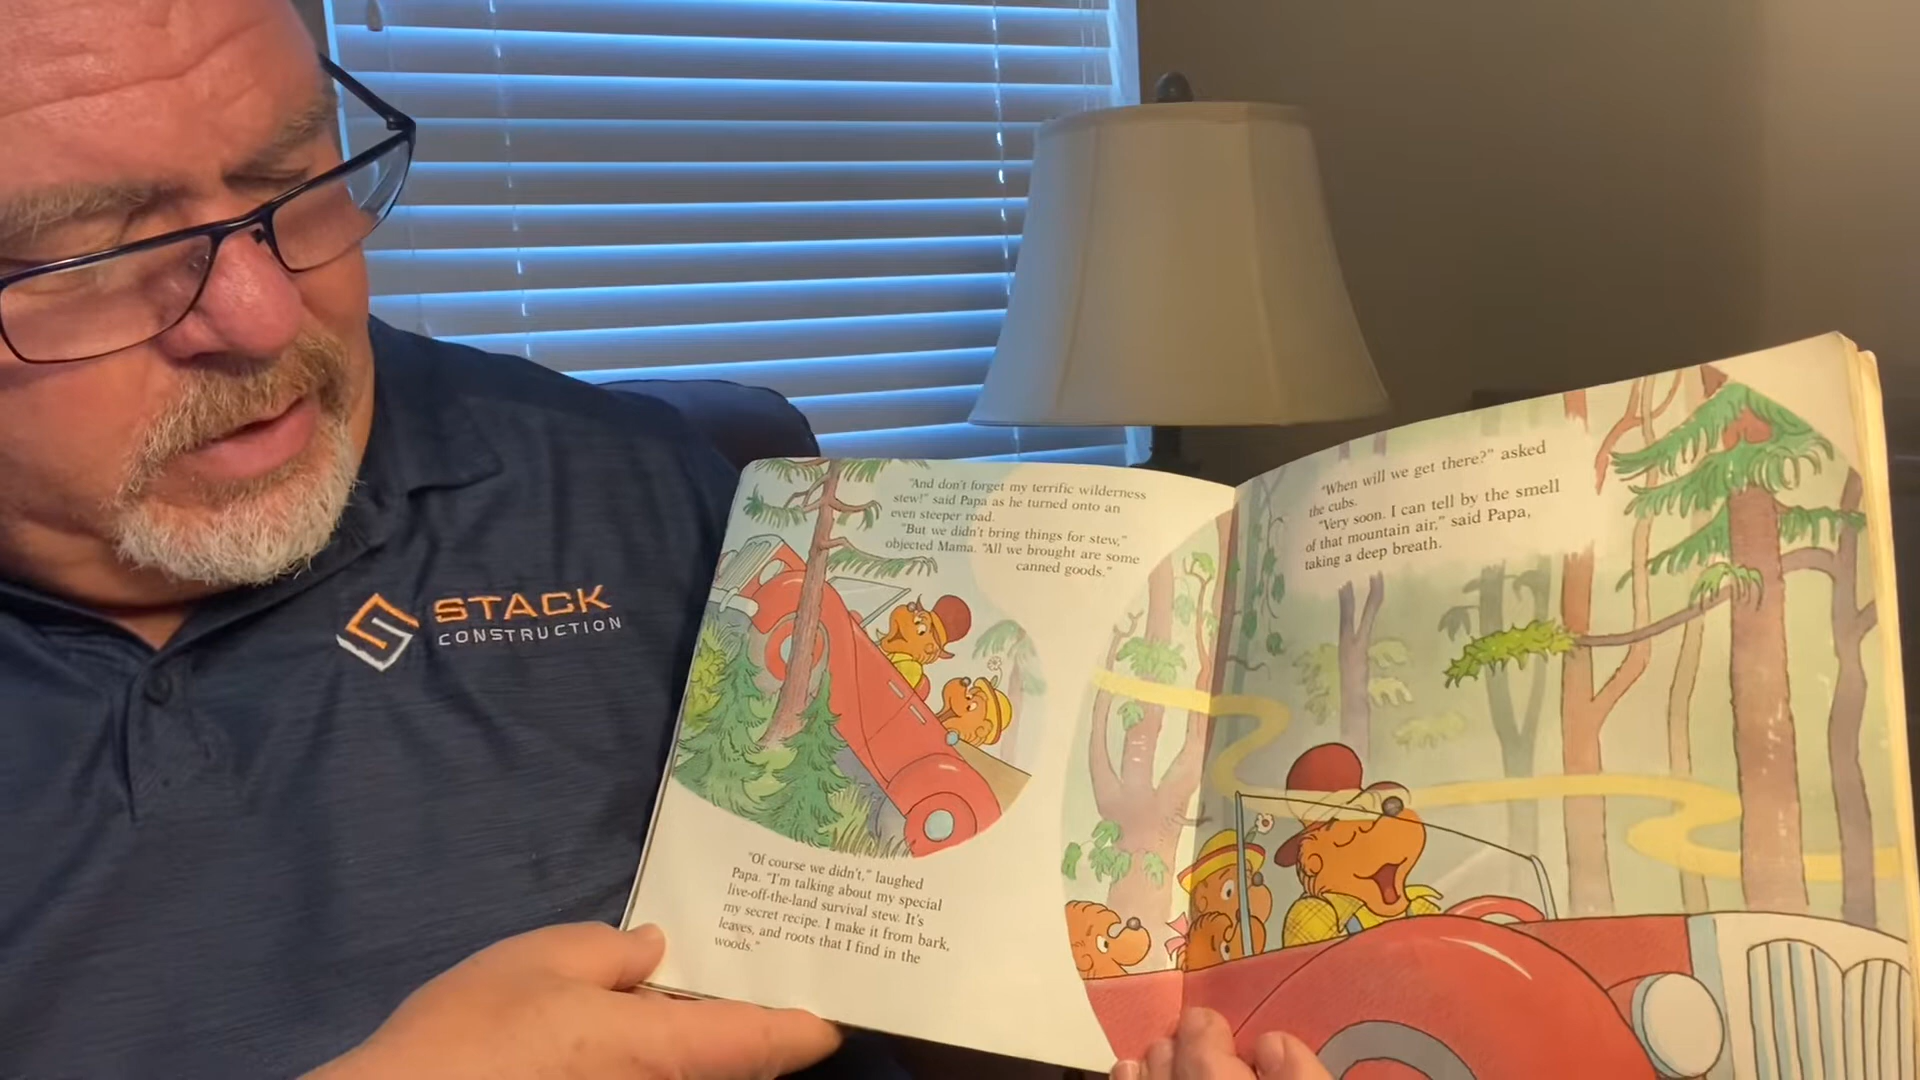 STACK
CONSTRUCTION
"And don't forget my terrific wilderness
stew!" said Papa as he turned onto an
even steeper road.
"But we didn't bring things for stew,"
objected Mama. "All we brought are some
canned goods."
"Of course we didn't," laughed
Papa. "I'm talking about my special
live-off-the-land survival stew. It's
my secret recipe. I make it from bark,
leaves, and roots that I find in the
woods."
"When will we get there?" asked
the cubs.
"Very soon. I can tell by the smell
of that mountain air," said Papa,
taking a deep breath.